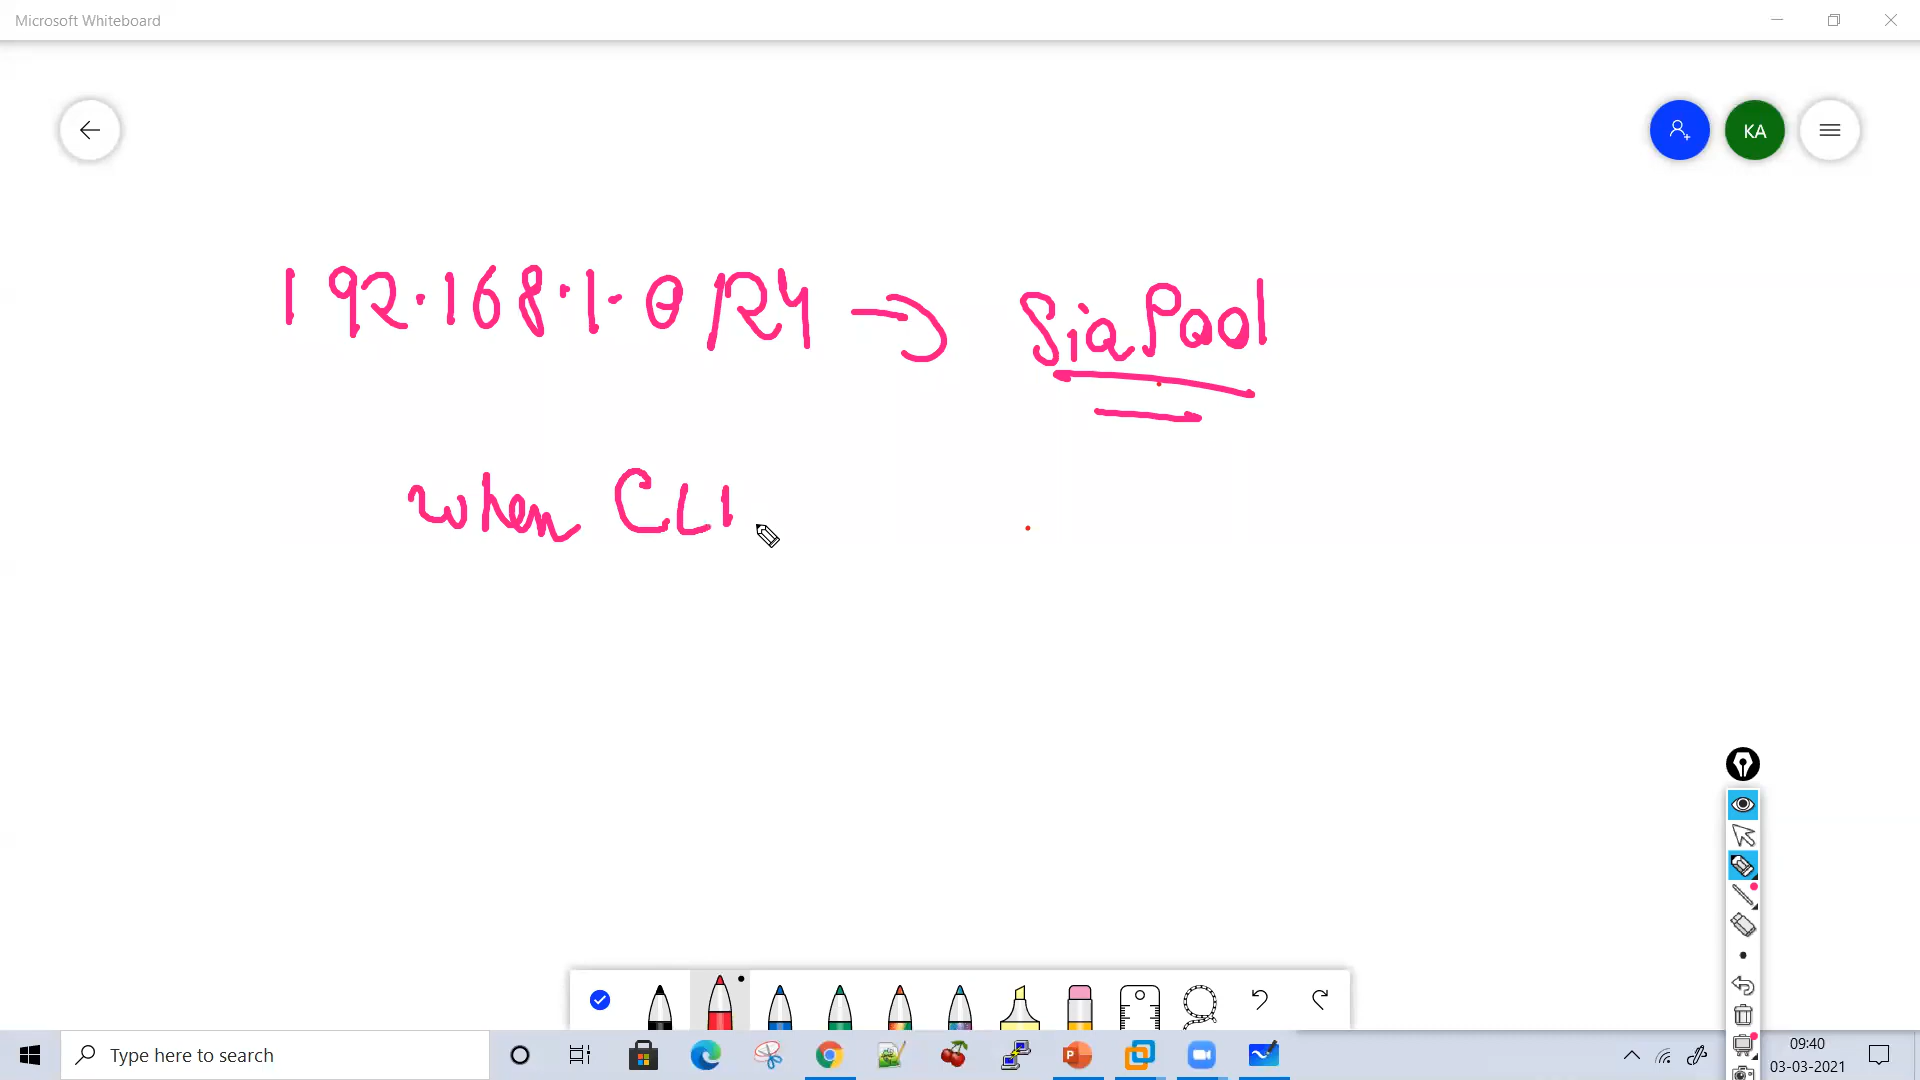 Microsoft Whiteboard
KA
192.168.1.0/24 → SiaPool
when CLI
Type here to search
09:40
03-03-2021